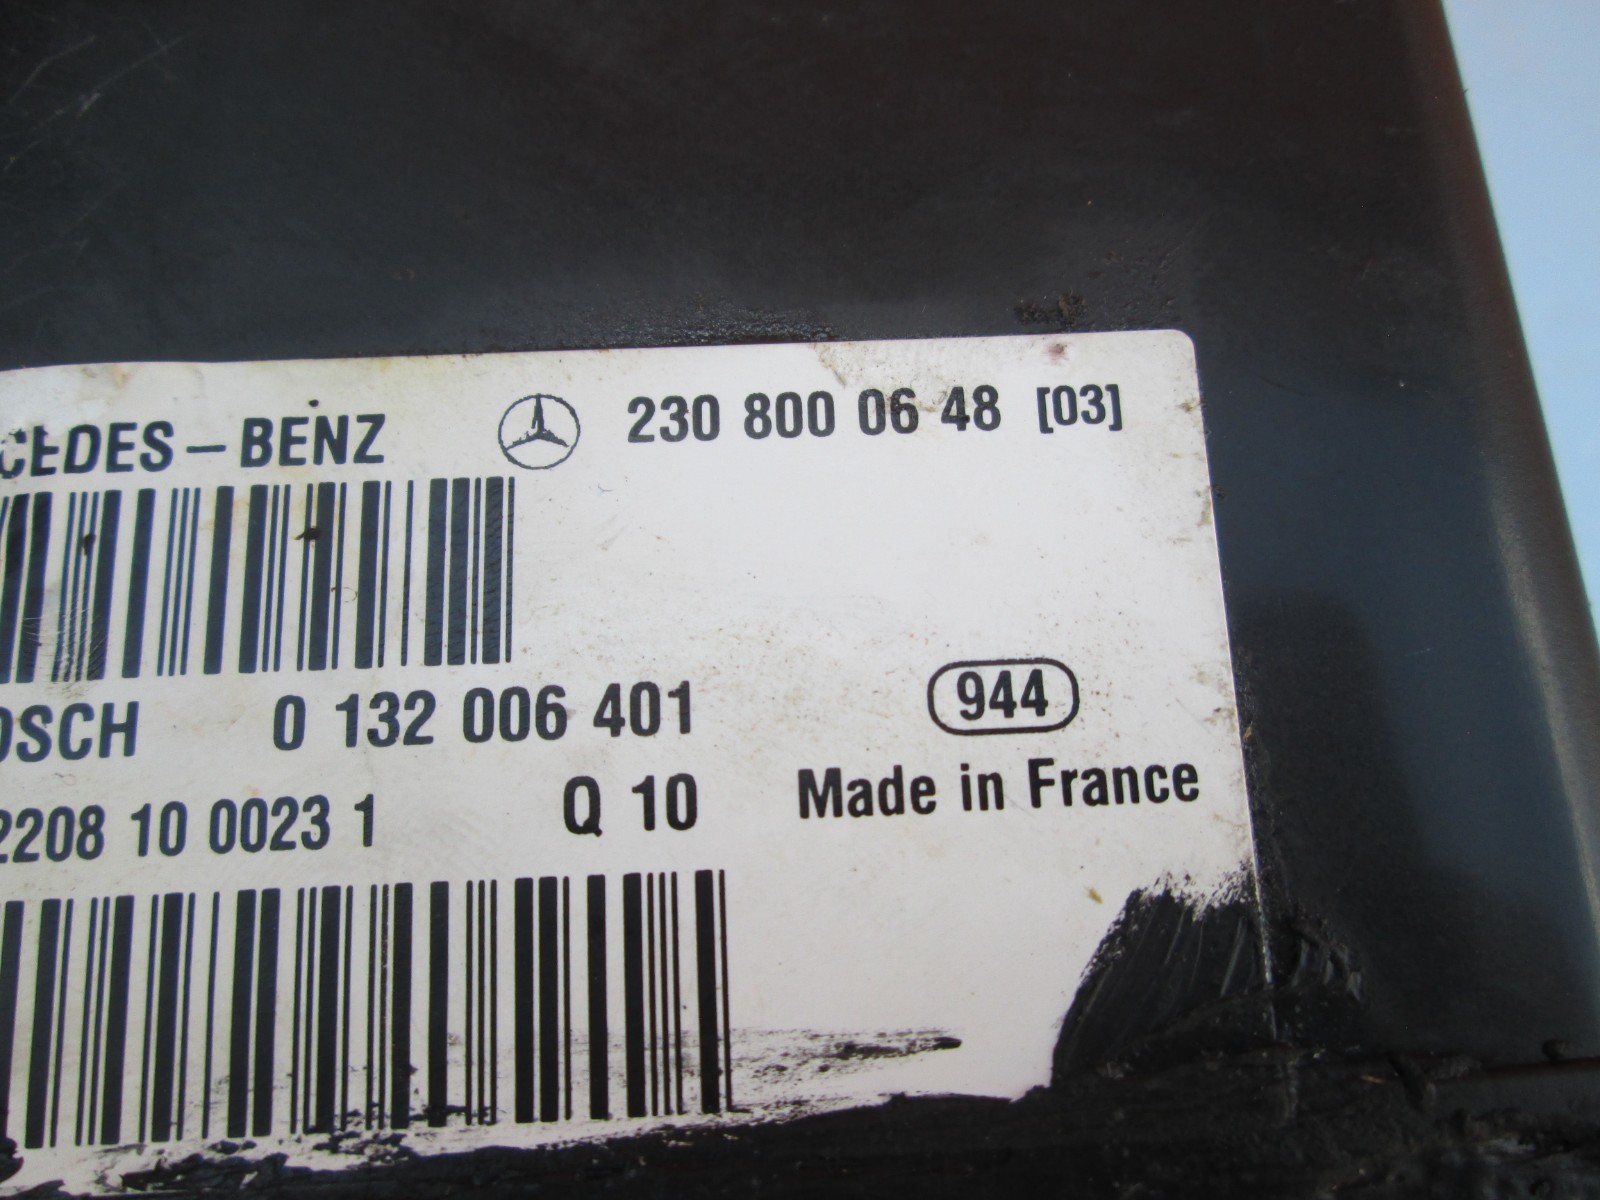 CEDES-BENZ 230 800 06 48 [03]
OSCH 0 132 006 401 944
2208 10 0023 1 Q 10 Made in France